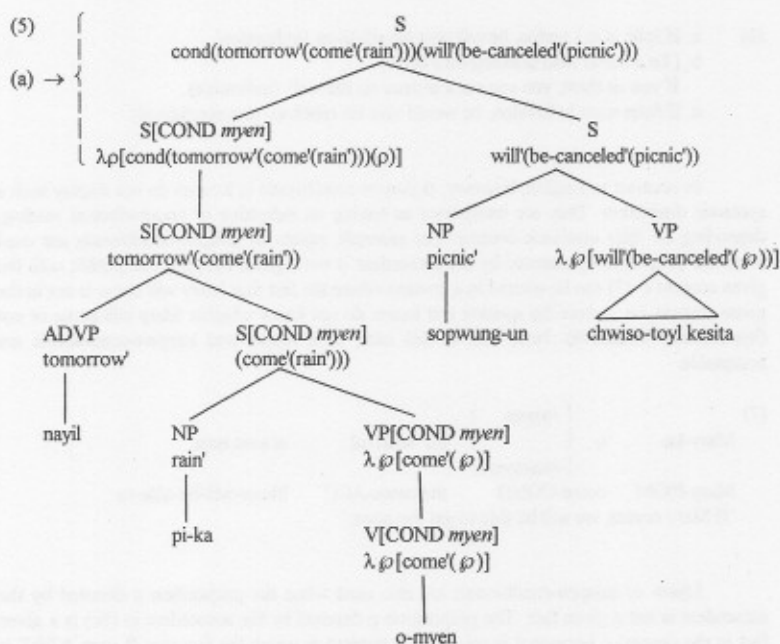 (5)
S
cond(tomorrow'(come'(rain')))(will'(be-canceled'(picnic')))
(a) →
S[COND myen]
S
λρ[cond(tomorrow'(come'(rain')))(ρ)]
will'(be-canceled'(picnic'))
S[COND myen]
NP
VP
tomorrow'(come'(rain'))
picnic'
λ℘[will'(be-canceled'(℘))]
ADVP
S[COND myen]
sopwung-un
chwiso-toyl kesita
tomorrow'
(come'(rain')))
nayil
NP
VP[COND myen]
rain'
λ℘[come'(℘)]
pi-ka
V[COND myen]
λ℘[come'(℘)]
o-myen